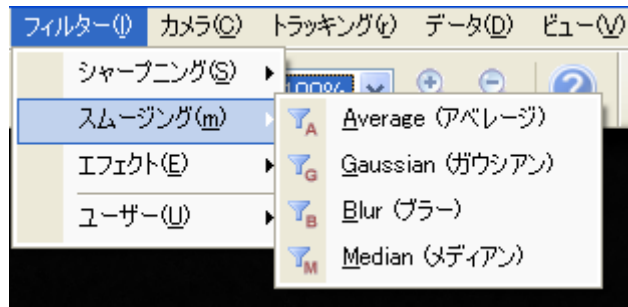 フィルター(I) カメラ(C) トラッキング(r) データ(D) ビュー(V)
シャープニング(S)
100%
スムージング(m)
エフェクト(E)
ユーザー(U)
Average (アベレージ)
Gaussian (ガウシアン)
Blur (ブラー)
Median (メディアン)